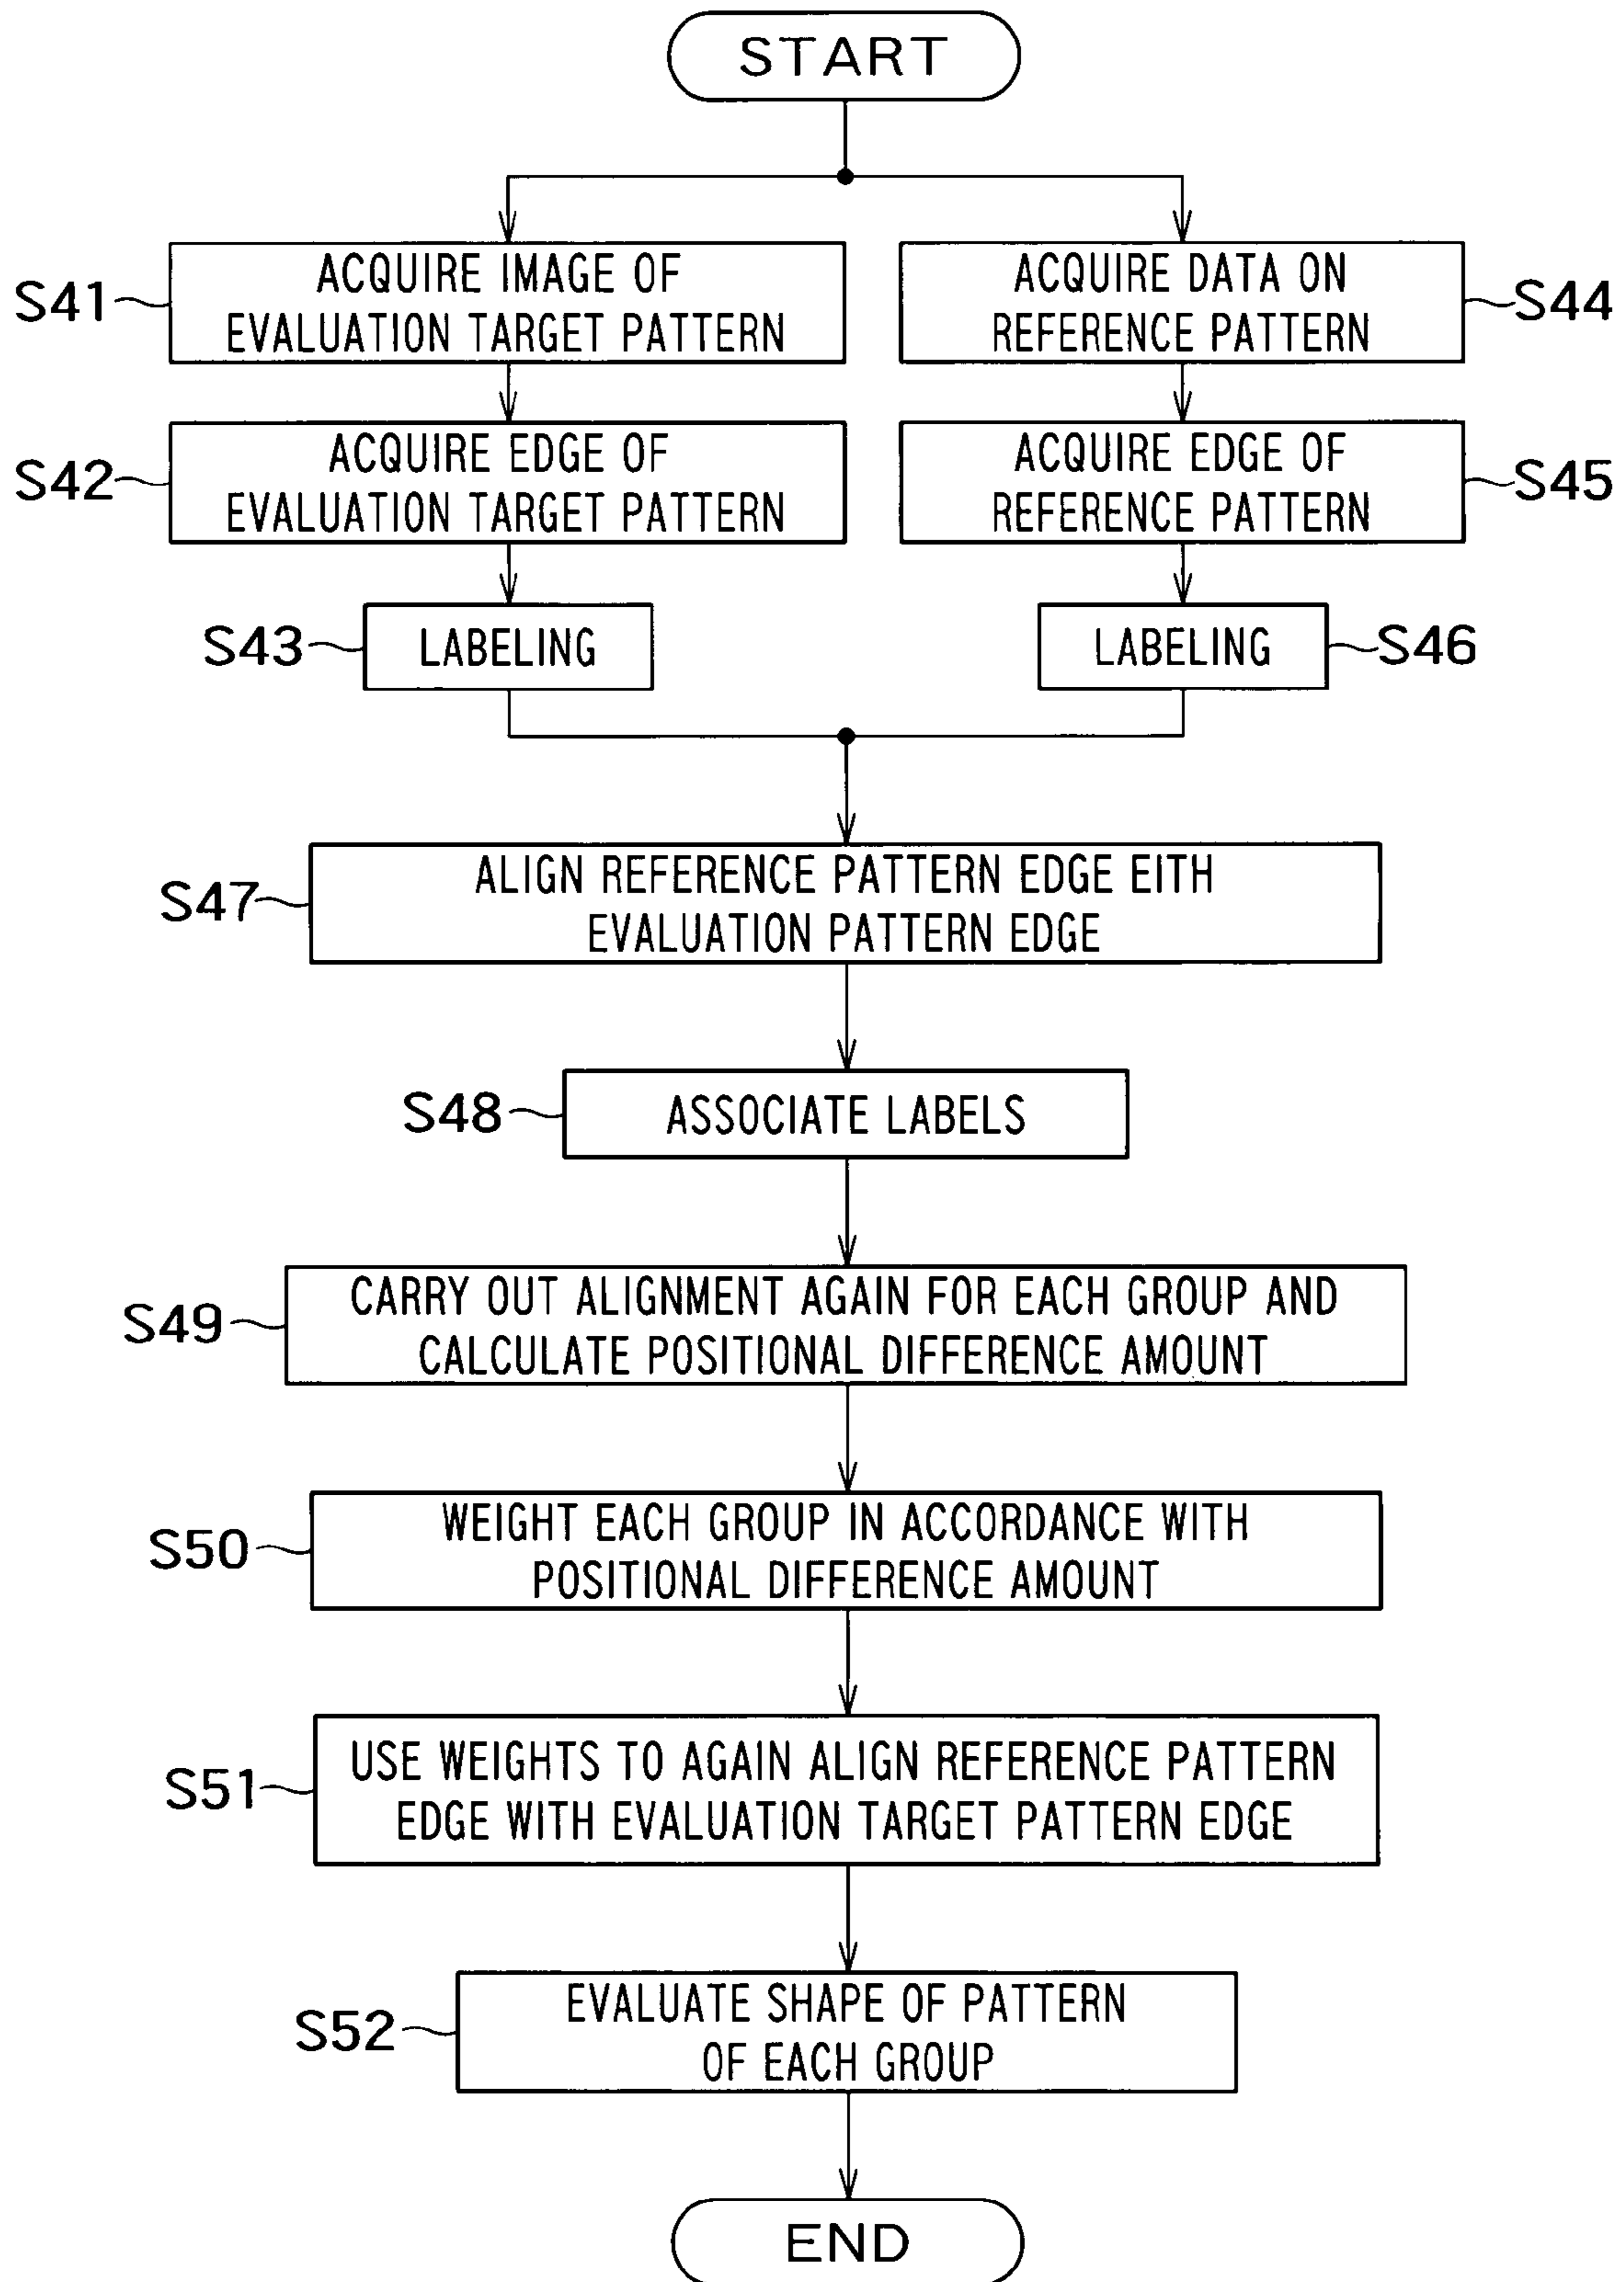 START
S41
ACQUIRE IMAGE OF
EVALUATION TARGET PATTERN
ACQUIRE DATA ON
REFERENCE PATTERN
S44
S42
ACQUIRE EDGE OF
EVALUATION TARGET PATTERN
ACQUIRE EDGE OF
REFERENCE PATTERN
S45
S43
LABELING
LABELING
S46
S47
ALIGN REFERENCE PATTERN EDGE EITH
EVALUATION PATTERN EDGE
S48
ASSOCIATE LABELS
S49
CARRY OUT ALIGNMENT AGAIN FOR EACH GROUP AND
CALCULATE POSITIONAL DIFFERENCE AMOUNT
S50
WEIGHT EACH GROUP IN ACCORDANCE WITH
POSITIONAL DIFFERENCE AMOUNT
S51
USE WEIGHTS TO AGAIN ALIGN REFERENCE PATTERN
EDGE WITH EVALUATION TARGET PATTERN EDGE
S52
EVALUATE SHAPE OF PATTERN
OF EACH GROUP
END